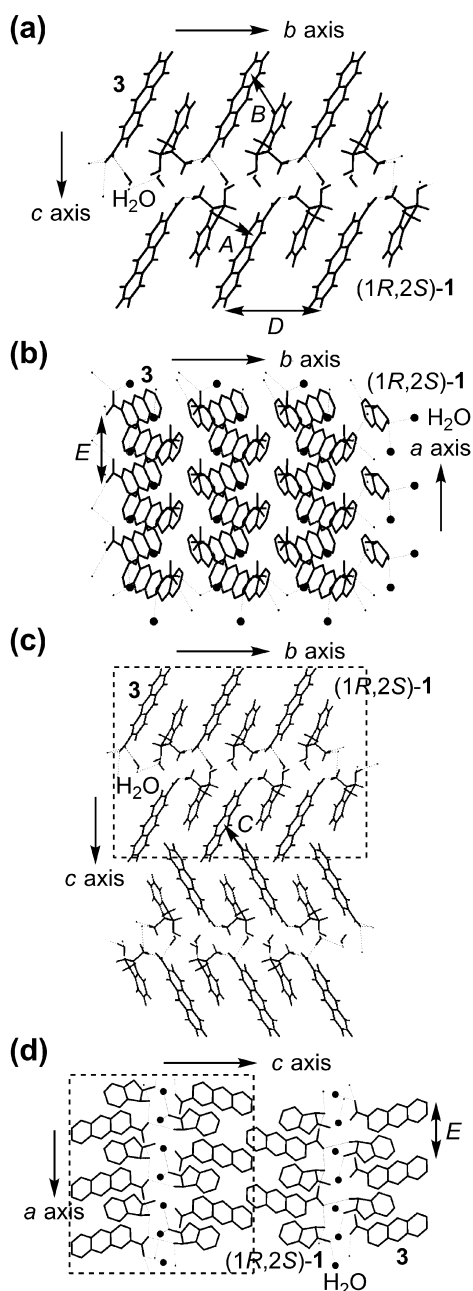 (a)
b axis
3
B
H2O
c axis
A
(1R,2S)-1
D
(b)
3
b axis
(1R,2S)-1
H2O
E
a axis
(c)
b axis
3
(1R,2S)-1
H2O
C
c axis
(d)
c axis
E
a axis
(1R,2S)-1
3
H2O